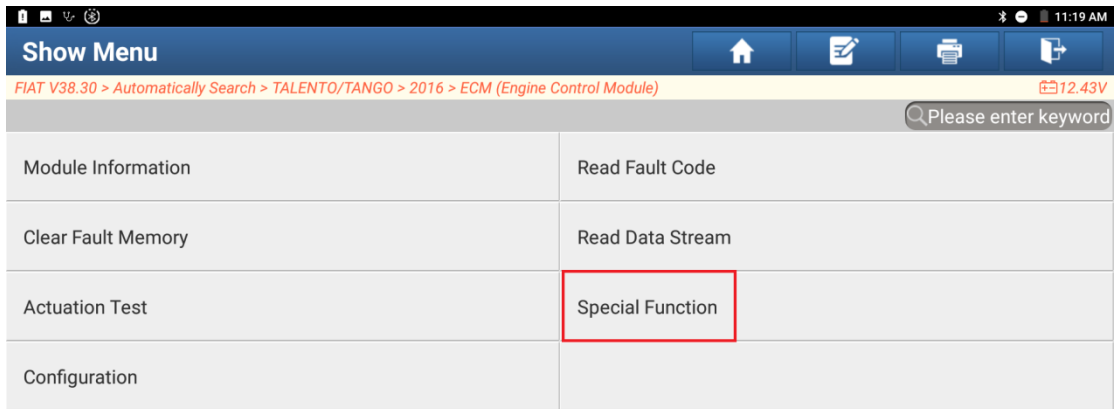 11:19 AM
Show Menu
FIAT V38.30 > Automatically Search > TALENTO/TANGO > 2016 > ECM (Engine Control Module)
12.43V
Please enter keyword
Module Information
Read Fault Code
Clear Fault Memory
Read Data Stream
Actuation Test
Special Function
Configuration